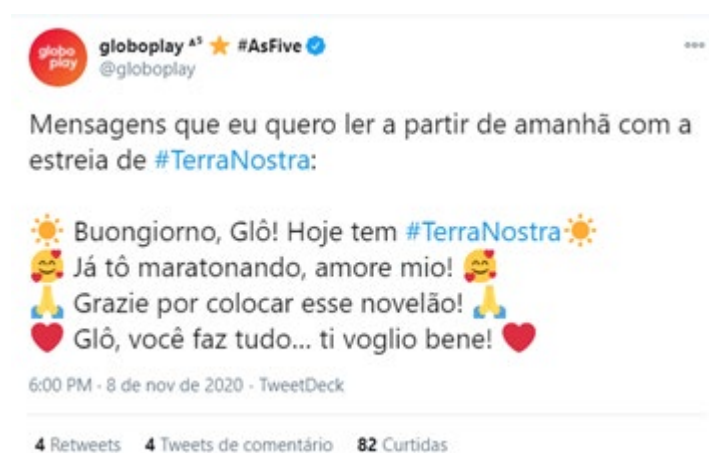 globo
play
globoplay ᴬ⁵ ⭐ #AsFive
@globoplay
Mensagens que eu quero ler a partir de amanhã com a
estreia de #TerraNostra:
☀️ Buongiorno, Glô! Hoje tem #TerraNostra☀️
🥰 Já tô maratonando, amore mio! 🥰
🙏 Grazie por colocar esse novelão! 🙏
❤️ Glô, você faz tudo... ti voglio bene! ❤️
6:00 PM · 8 de nov de 2020 · TweetDeck
4 Retweets 4 Tweets de comentário 82 Curtidas